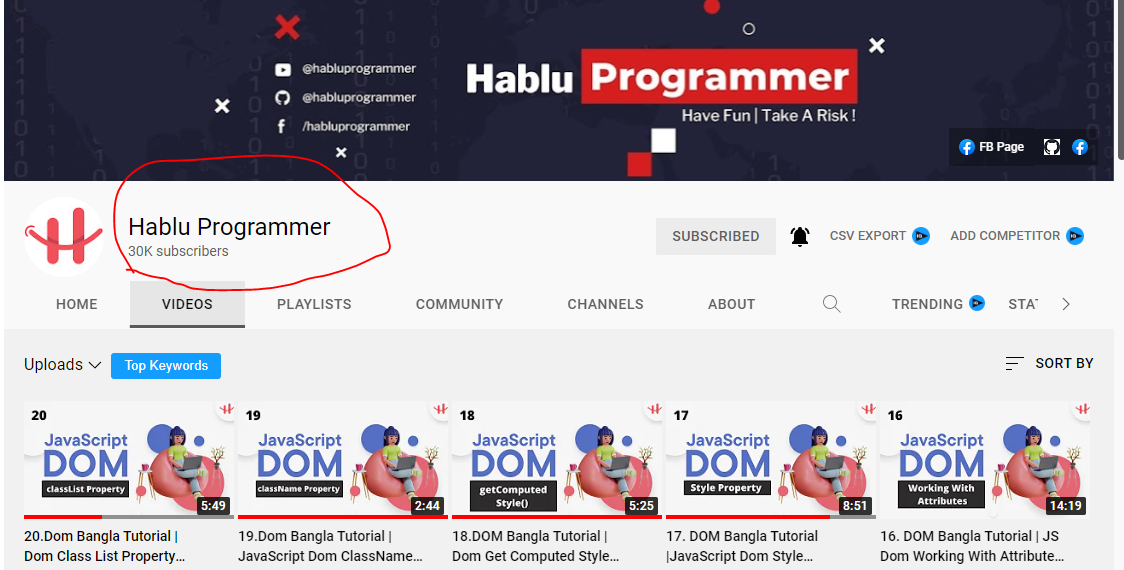 @habluprogrammer
@habluprogrammer
/habluprogrammer
Hablu Programmer
Have Fun | Take A Risk !
FB Page
Hablu Programmer
30K subscribers
SUBSCRIBED
CSV EXPORT
ADD COMPETITOR
HOME
VIDEOS
PLAYLISTS
COMMUNITY
CHANNELS
ABOUT
TRENDING
STAT
Uploads
Top Keywords
SORT BY
20
JavaScript
DOM
classList Property
5:49
20.Dom Bangla Tutorial |
Dom Class List Property...
19
JavaScript
DOM
className Property
2:44
19.Dom Bangla Tutorial |
JavaScript Dom ClassName...
18
JavaScript
DOM
getComputed
Style()
5:25
18.DOM Bangla Tutorial |
Dom Get Computed Style...
17
JavaScript
DOM
Style Property
8:51
17. DOM Bangla Tutorial
|JavaScript Dom Style...
16
JavaScript
DOM
Working With
Attributes
14:19
16. DOM Bangla Tutorial | JS
Dom Working With Attribute...